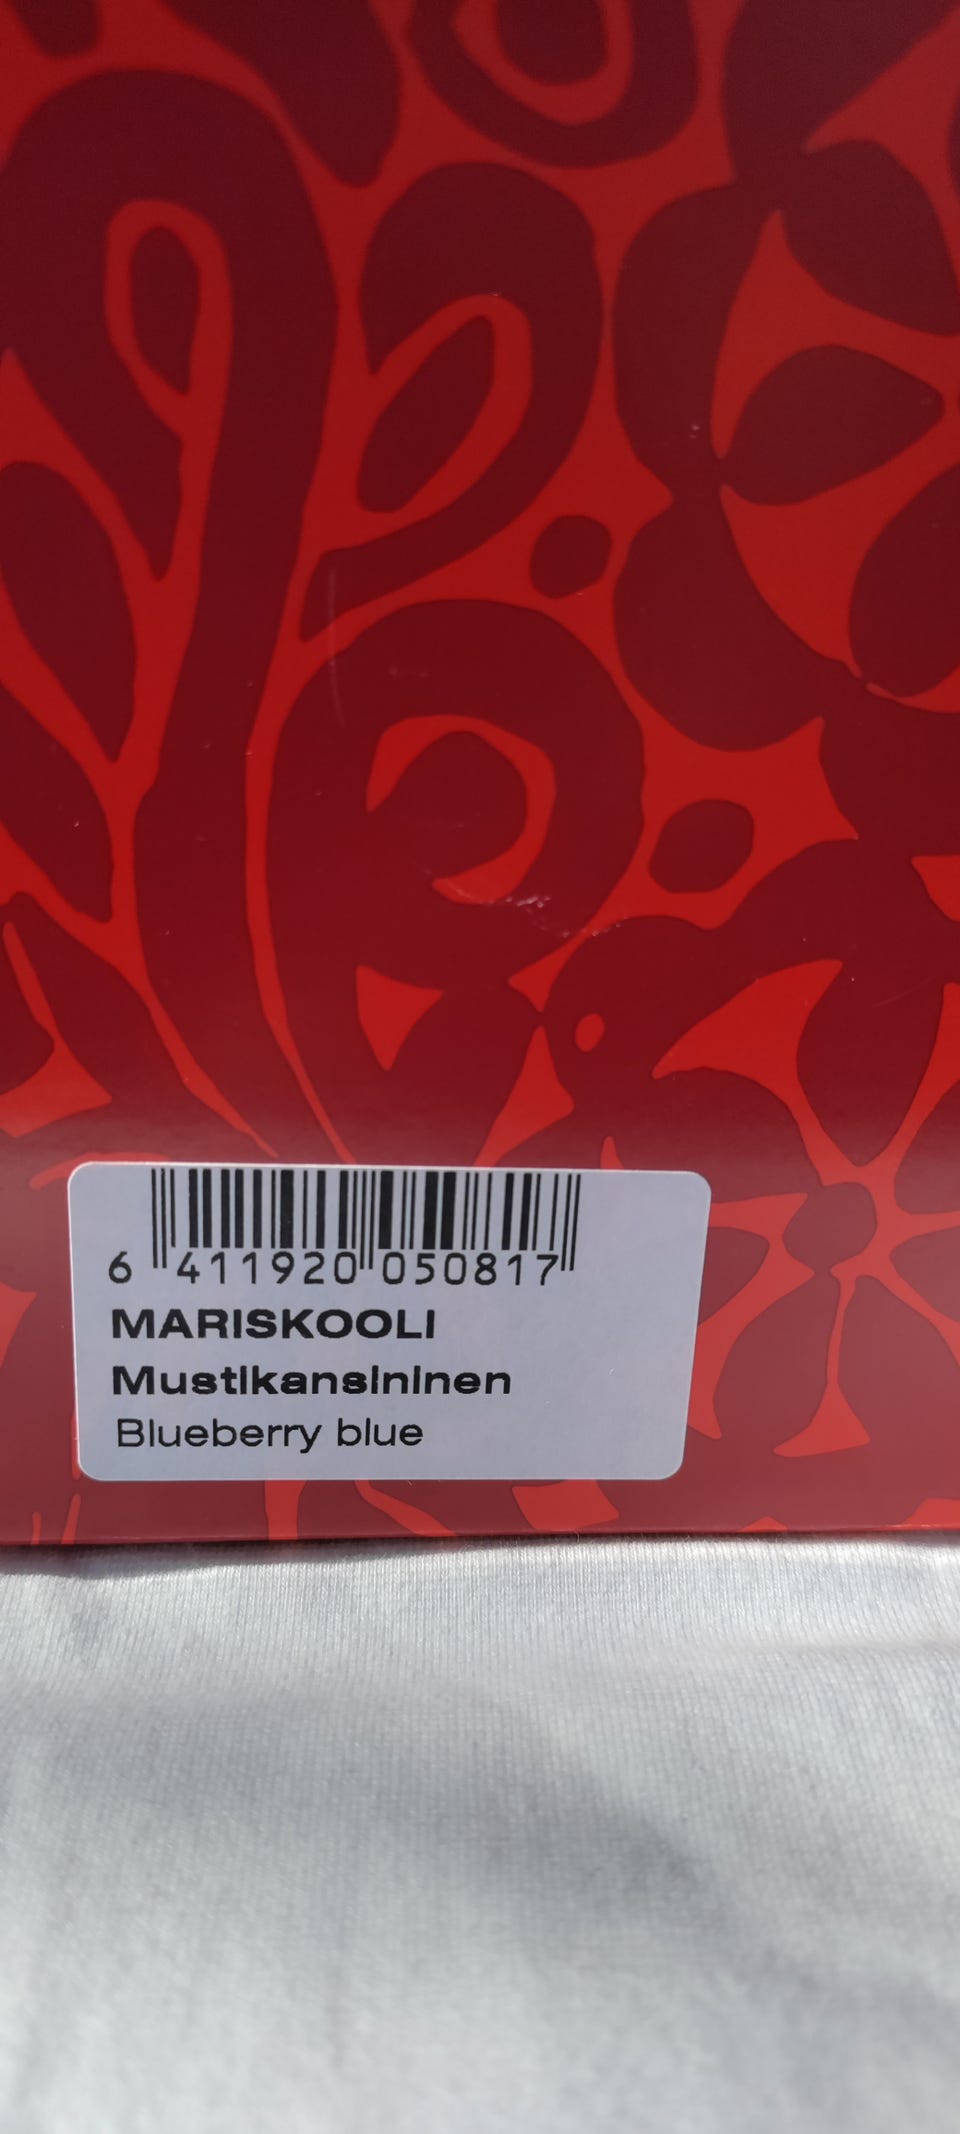 6 411920 050817
MARISKOOLI
Mustikansininen
Blueberry blue